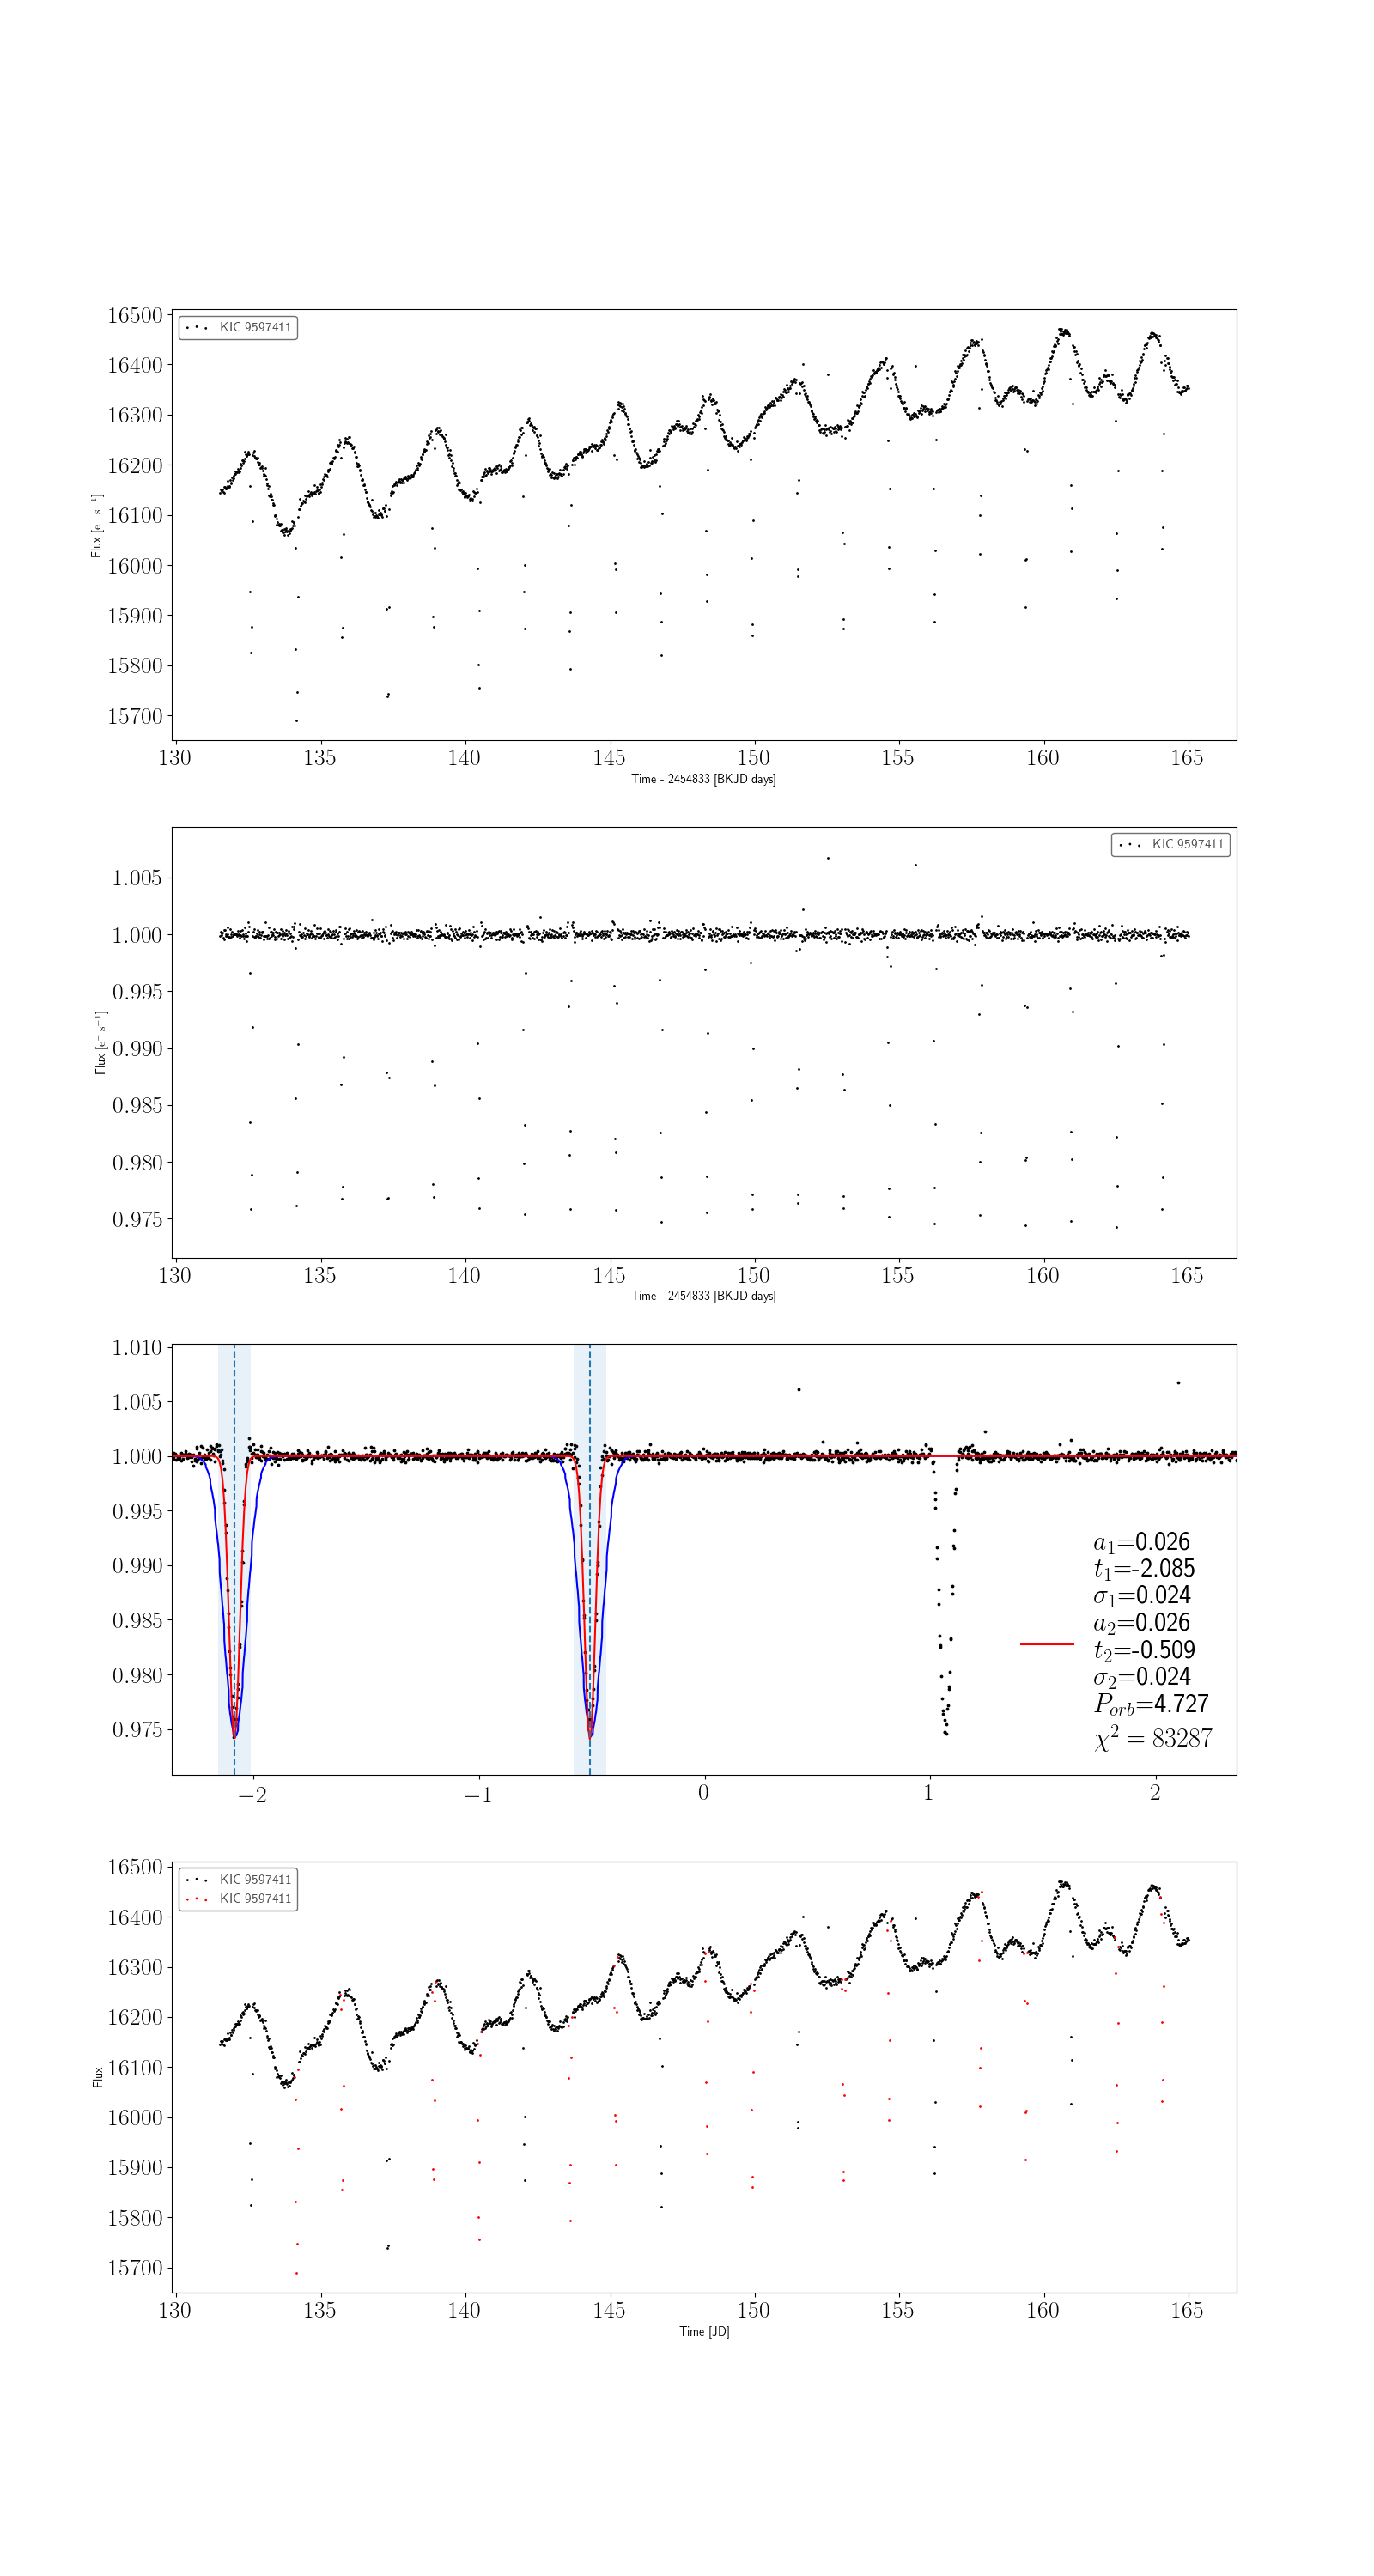 16500
16400
16300
16200
16100
16000
15900
15800
15700
KIC 9597411
Flux [e⁻ s⁻¹]
130 135 140 145 150 155 160 165
Time - 2454833 [BKJD days]
1.005
1.000
0.995
0.990
0.985
0.980
0.975
KIC 9597411
Flux [e⁻ s⁻¹]
130 135 140 145 150 155 160 165
Time - 2454833 [BKJD days]
1.010
1.005
1.000
0.995
0.990
0.985
0.980
0.975
a₁=0.026
t₁=-2.085
σ₁=0.024
a₂=0.026
t₂=-0.509
σ₂=0.024
Pₒᵣb=4.727
χ² = 83287
−2 −1 0 1 2
16500
16400
16300
16200
16100
16000
15900
15800
15700
KIC 9597411
KIC 9597411
Flux
130 135 140 145 150 155 160 165
Time [JD]